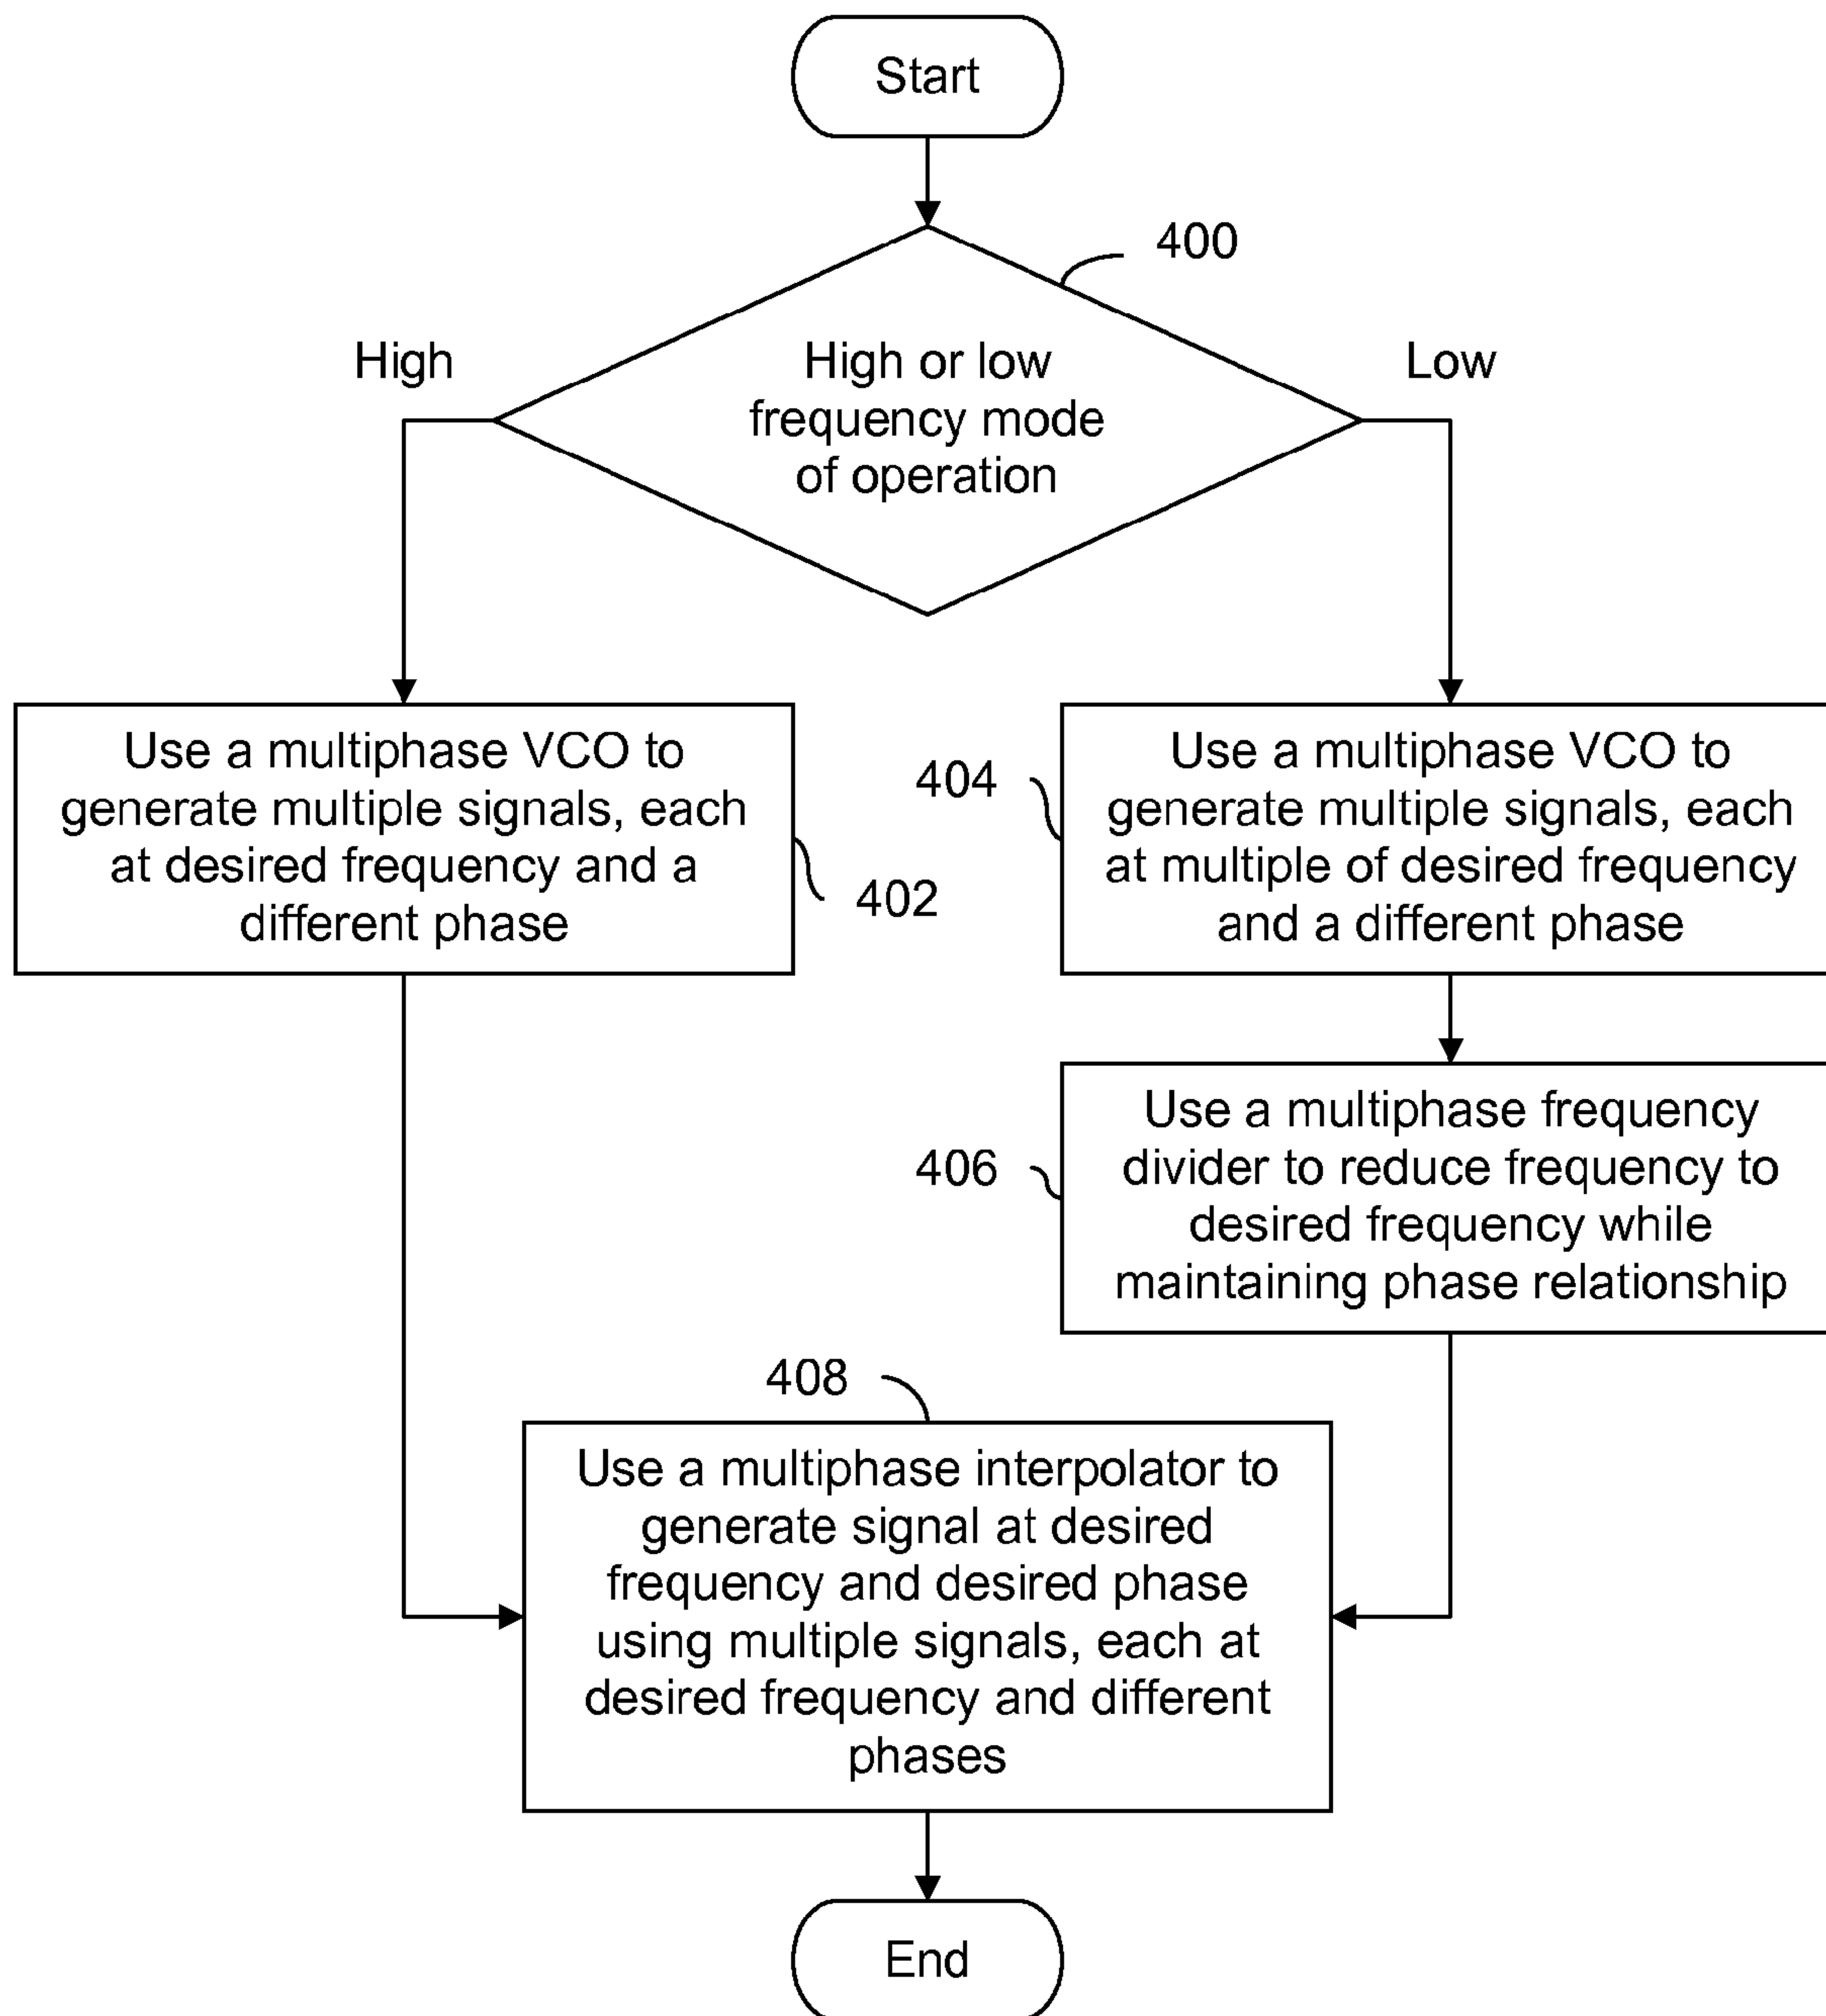 Start
400
High
High or low
frequency mode
of operation
Low
Use a multiphase VCO to
generate multiple signals, each
at desired frequency and a
different phase
402
404
Use a multiphase VCO to
generate multiple signals, each
at multiple of desired frequency
and a different phase
406
Use a multiphase frequency
divider to reduce frequency to
desired frequency while
maintaining phase relationship
408
Use a multiphase interpolator to
generate signal at desired
frequency and desired phase
using multiple signals, each at
desired frequency and different
phases
End